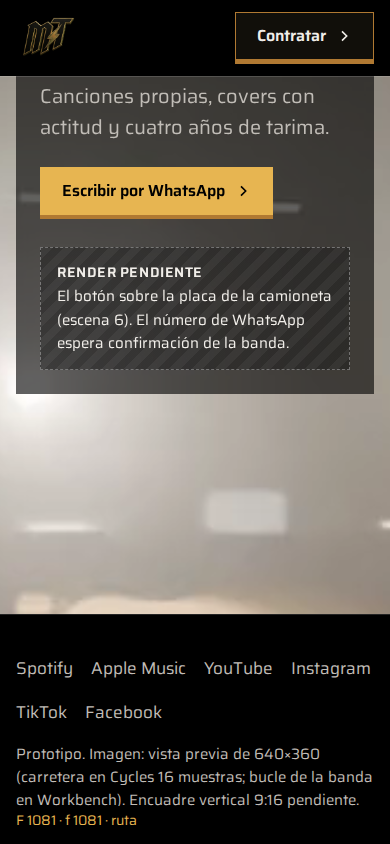 MT
Contratar
Canciones propias, covers con
actitud y cuatro años de tarima.
Escribir por WhatsApp
RENDER PENDIENTE
El botón sobre la placa de la camioneta
(escena 6). El número de WhatsApp
espera confirmación de la banda.
Spotify Apple Music YouTube Instagram
TikTok Facebook
Prototipo. Imagen: vista previa de 640×360
(carretera en Cycles 16 muestras; bucle de la banda
en Workbench). Encuadre vertical 9:16 pendiente.
F 1081 · f 1081 · ruta